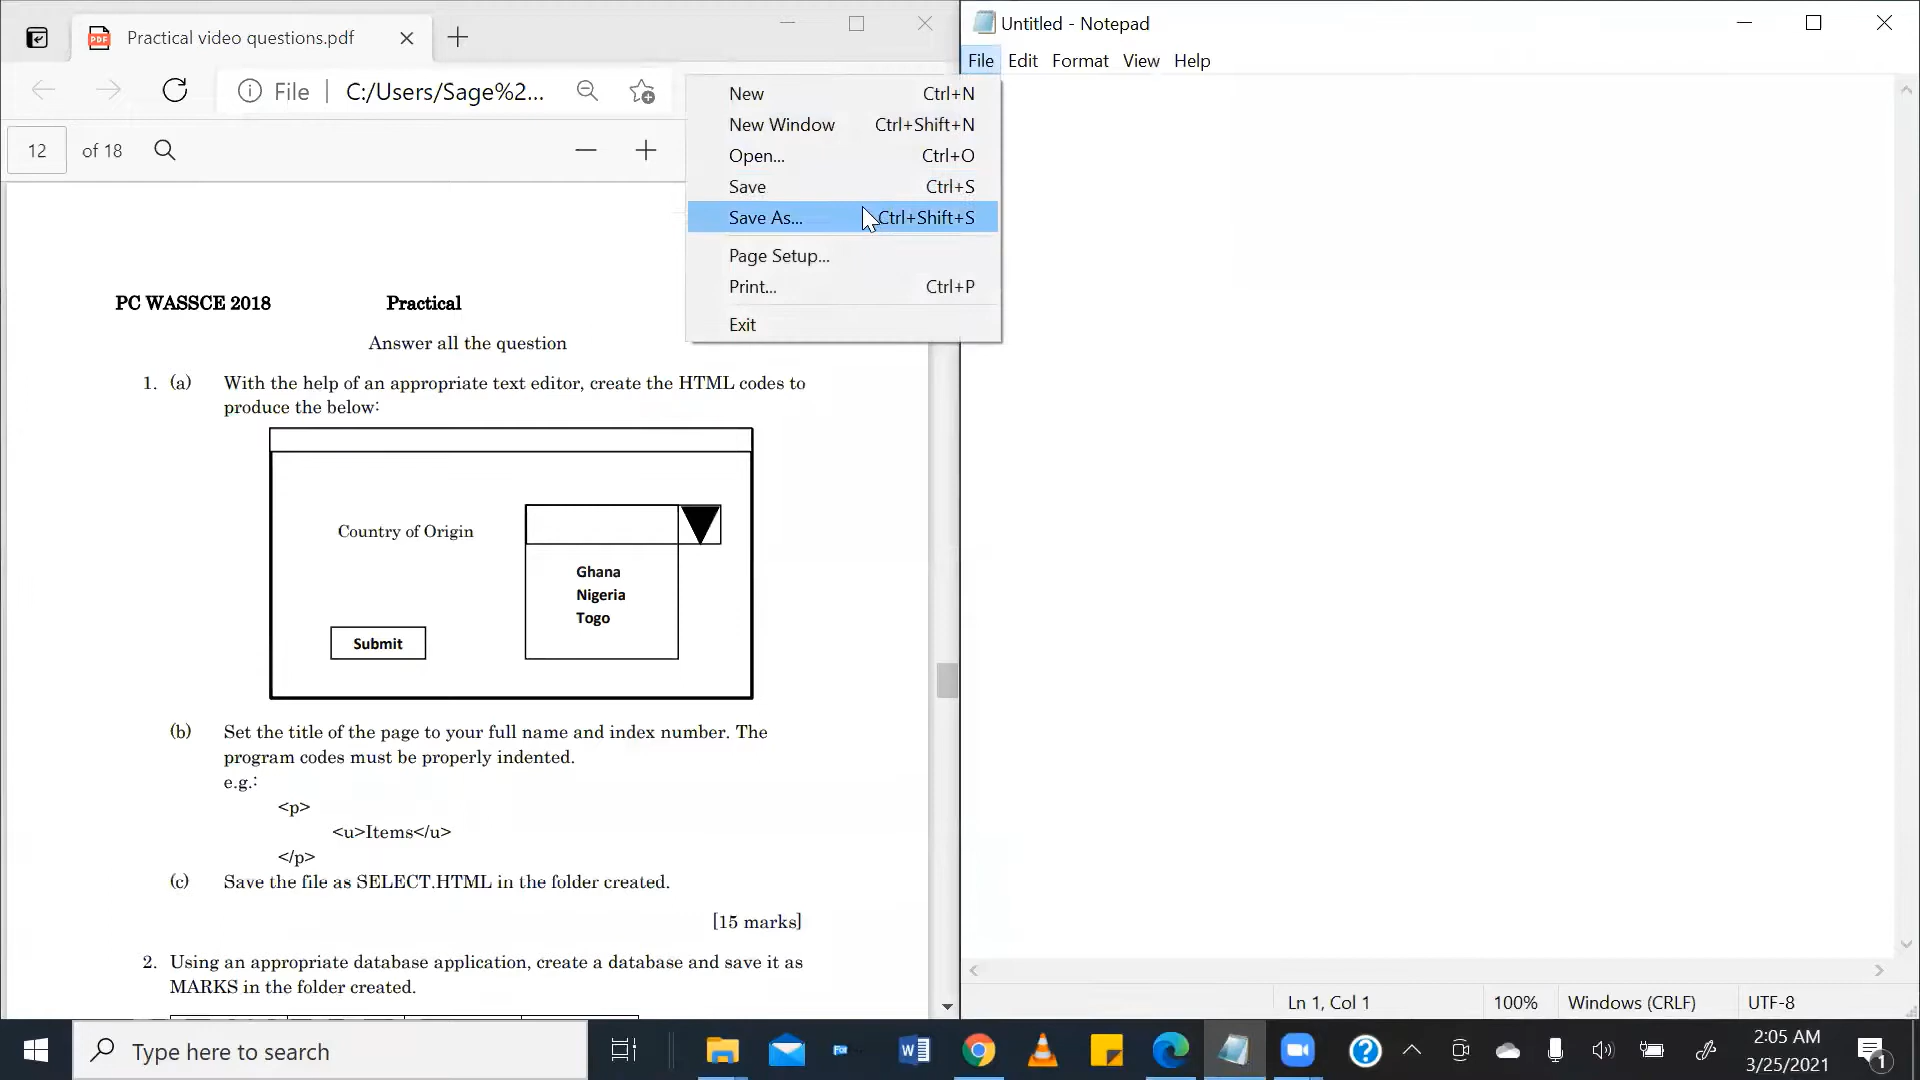 Practical video questions.pdf
File
C:/Users/Sage%2...
12 of 18
PC WASSCE 2018 Practical
Answer all the question
1. (a) With the help of an appropriate text editor, create the HTML codes to
produce the below:
Country of Origin
Ghana
Nigeria
Togo
Submit
(b) Set the title of the page to your full name and index number. The
program codes must be properly indented.
e.g.:
<p>
<u>Items</u>
</p>
(c) Save the file as SELECT.HTML in the folder created.
[15 marks]
2. Using an appropriate database application, create a database and save it as
MARKS in the folder created.
Untitled - Notepad
File Edit Format View Help
New Ctrl+N
New Window Ctrl+Shift+N
Open... Ctrl+O
Save Ctrl+S
Save As... Ctrl+Shift+S
Page Setup...
Print... Ctrl+P
Exit
Ln 1, Col 1 100% Windows (CRLF) UTF-8
Type here to search
For
2:05 AM
3/25/2021
1